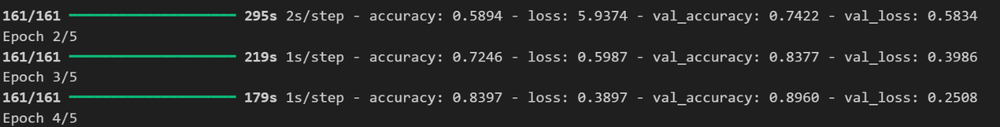 161/161 ━━━━━━━━━━━━━━━━━━━━ 295s 2s/step - accuracy: 0.5894 - loss: 5.9374 - val_accuracy: 0.7422 - val_loss: 0.5834
Epoch 2/5
161/161 ━━━━━━━━━━━━━━━━━━━━ 219s 1s/step - accuracy: 0.7246 - loss: 0.5987 - val_accuracy: 0.8377 - val_loss: 0.3986
Epoch 3/5
161/161 ━━━━━━━━━━━━━━━━━━━━ 179s 1s/step - accuracy: 0.8397 - loss: 0.3897 - val_accuracy: 0.8960 - val_loss: 0.2508
Epoch 4/5